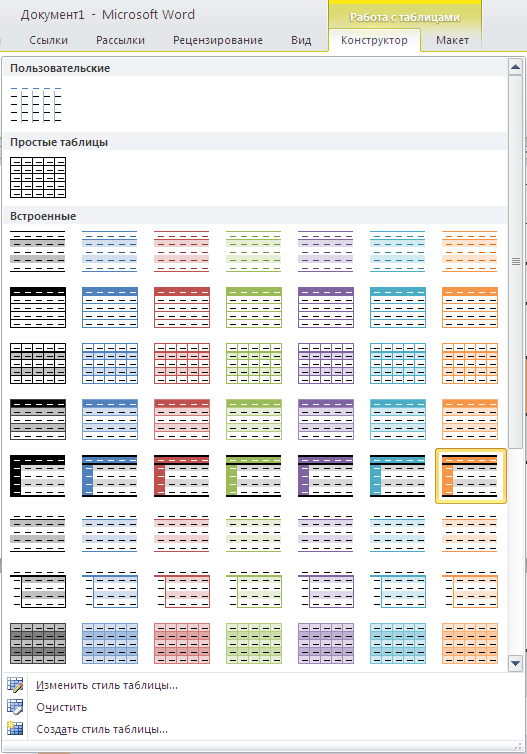 Документ1 - Microsoft Word
Работа с таблицами
Ссылки Рассылки Рецензирование Вид Конструктор Макет
Пользовательские
Простые таблицы
Встроенные
Изменить стиль таблицы...
Очистить
Создать стиль таблицы...